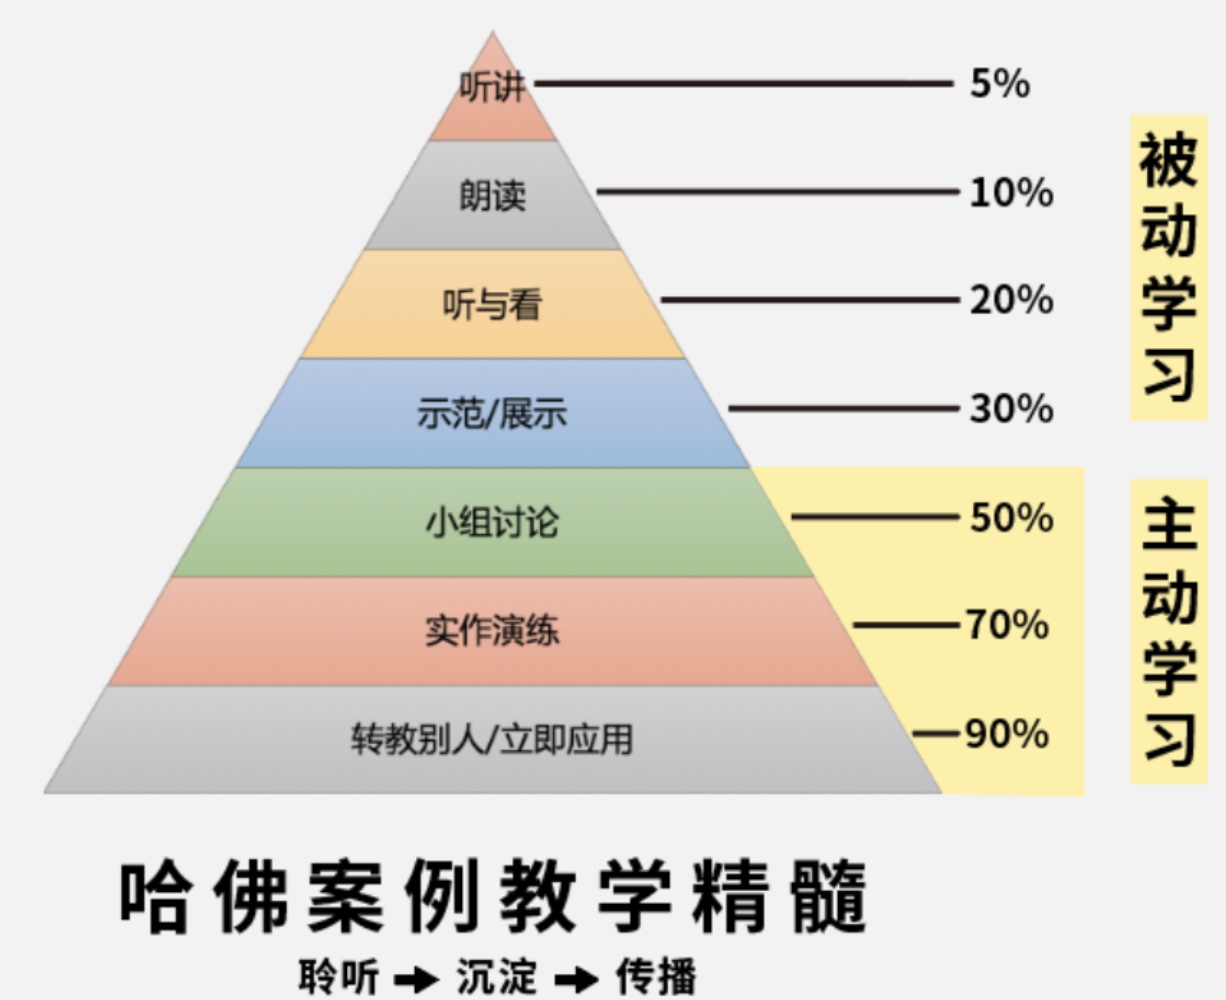 听讲 5%
朗读 10%
听与看 20%
示范/展示 30%
被动学习
小组讨论 50%
实作演练 70%
转教别人/立即应用 90%
主动学习
哈佛案例教学精髓
聆听 → 沉淀 → 传播